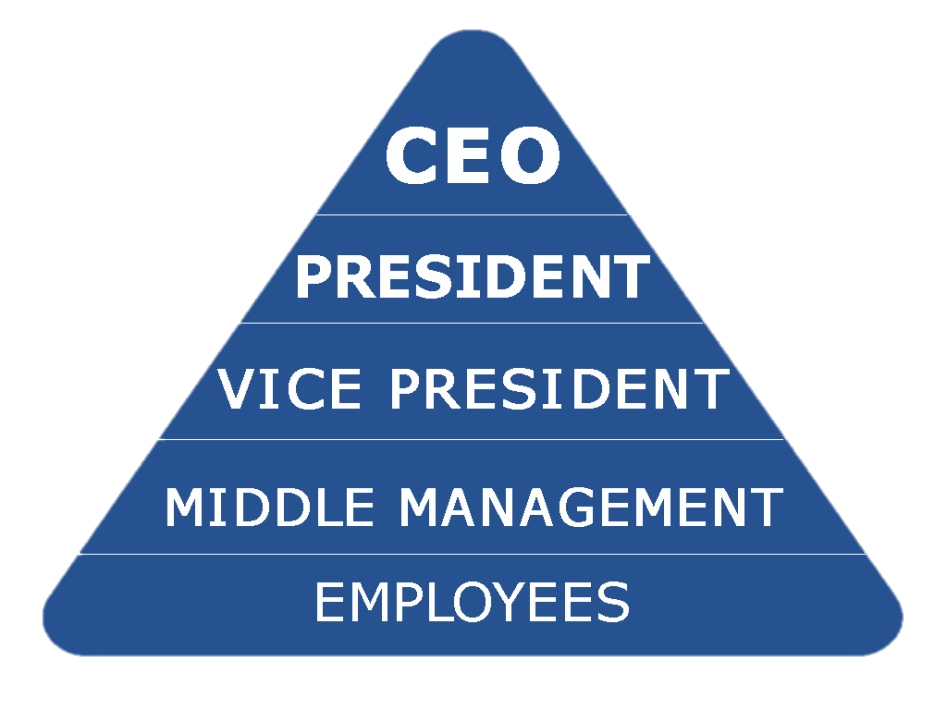 CEO
PRESIDENT
VICE PRESIDENT
MIDDLE MANAGEMENT
EMPLOYEES